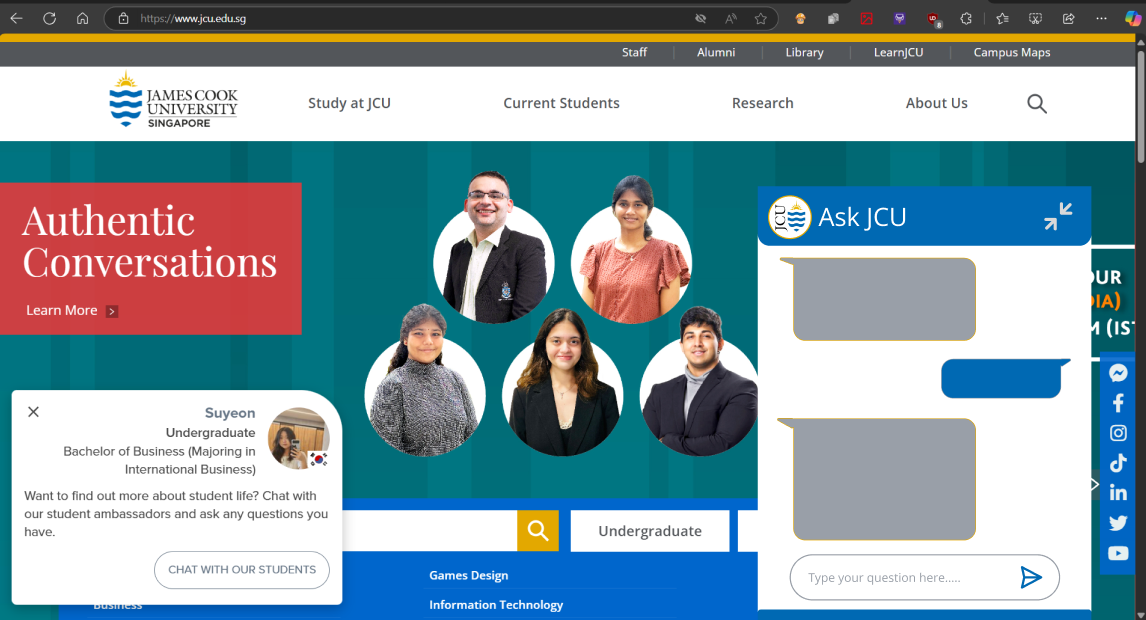 https://www.jcu.edu.sg
8
Staff
Alumni
Library
LearnJCU
Campus Maps
JAMES COOK
UNIVERSITY
SINGAPORE
Study at JCU
Current Students
Research
About Us
Authentic
Conversations
Learn More
JCU
Ask JCU
OUR
DIA)
M (IST
Suyeon
Undergraduate
Bachelor of Business (Majoring in
International Business)
Want to find out more about student life? Chat with
our student ambassadors and ask any questions you
have.
CHAT WITH OUR STUDENTS
Undergraduate
Type your question here.....
Games Design
Business
Information Technology